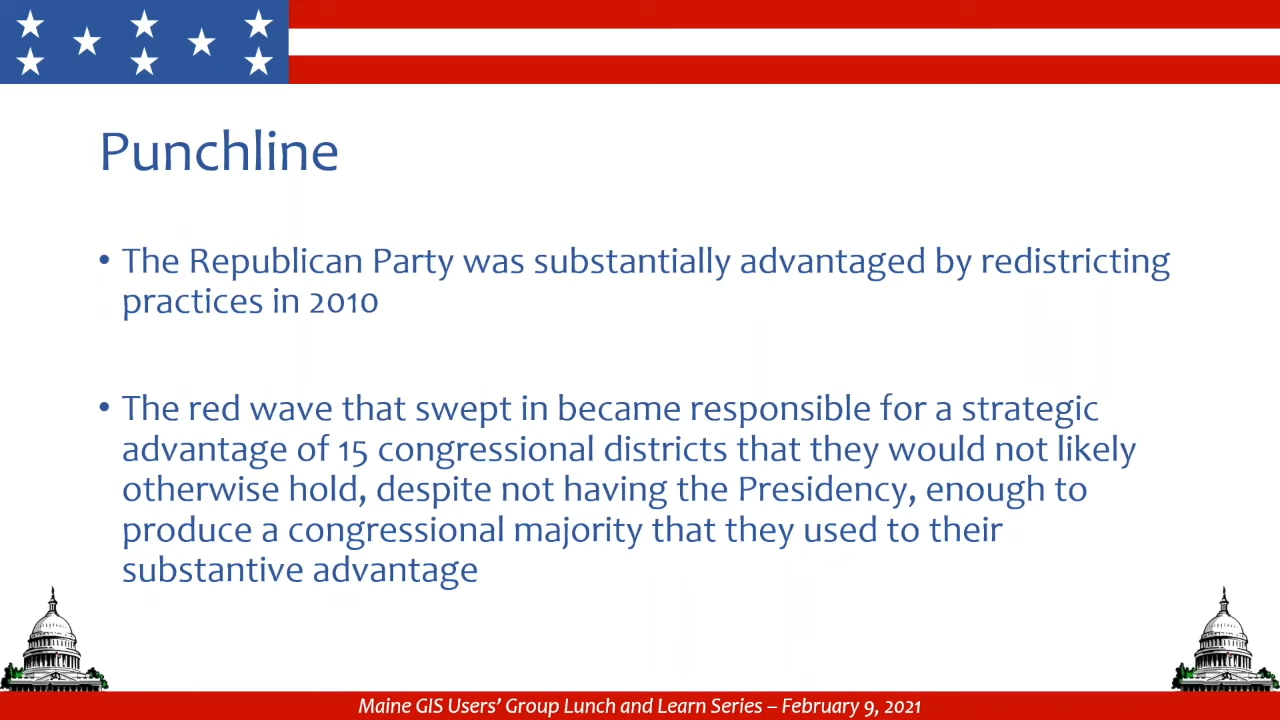 Punchline
• The Republican Party was substantially advantaged by redistricting
practices in 2010
• The red wave that swept in became responsible for a strategic
advantage of 15 congressional districts that they would not likely
otherwise hold, despite not having the Presidency, enough to
produce a congressional majority that they used to their
substantive advantage
Maine GIS Users’ Group Lunch and Learn Series – February 9, 2021